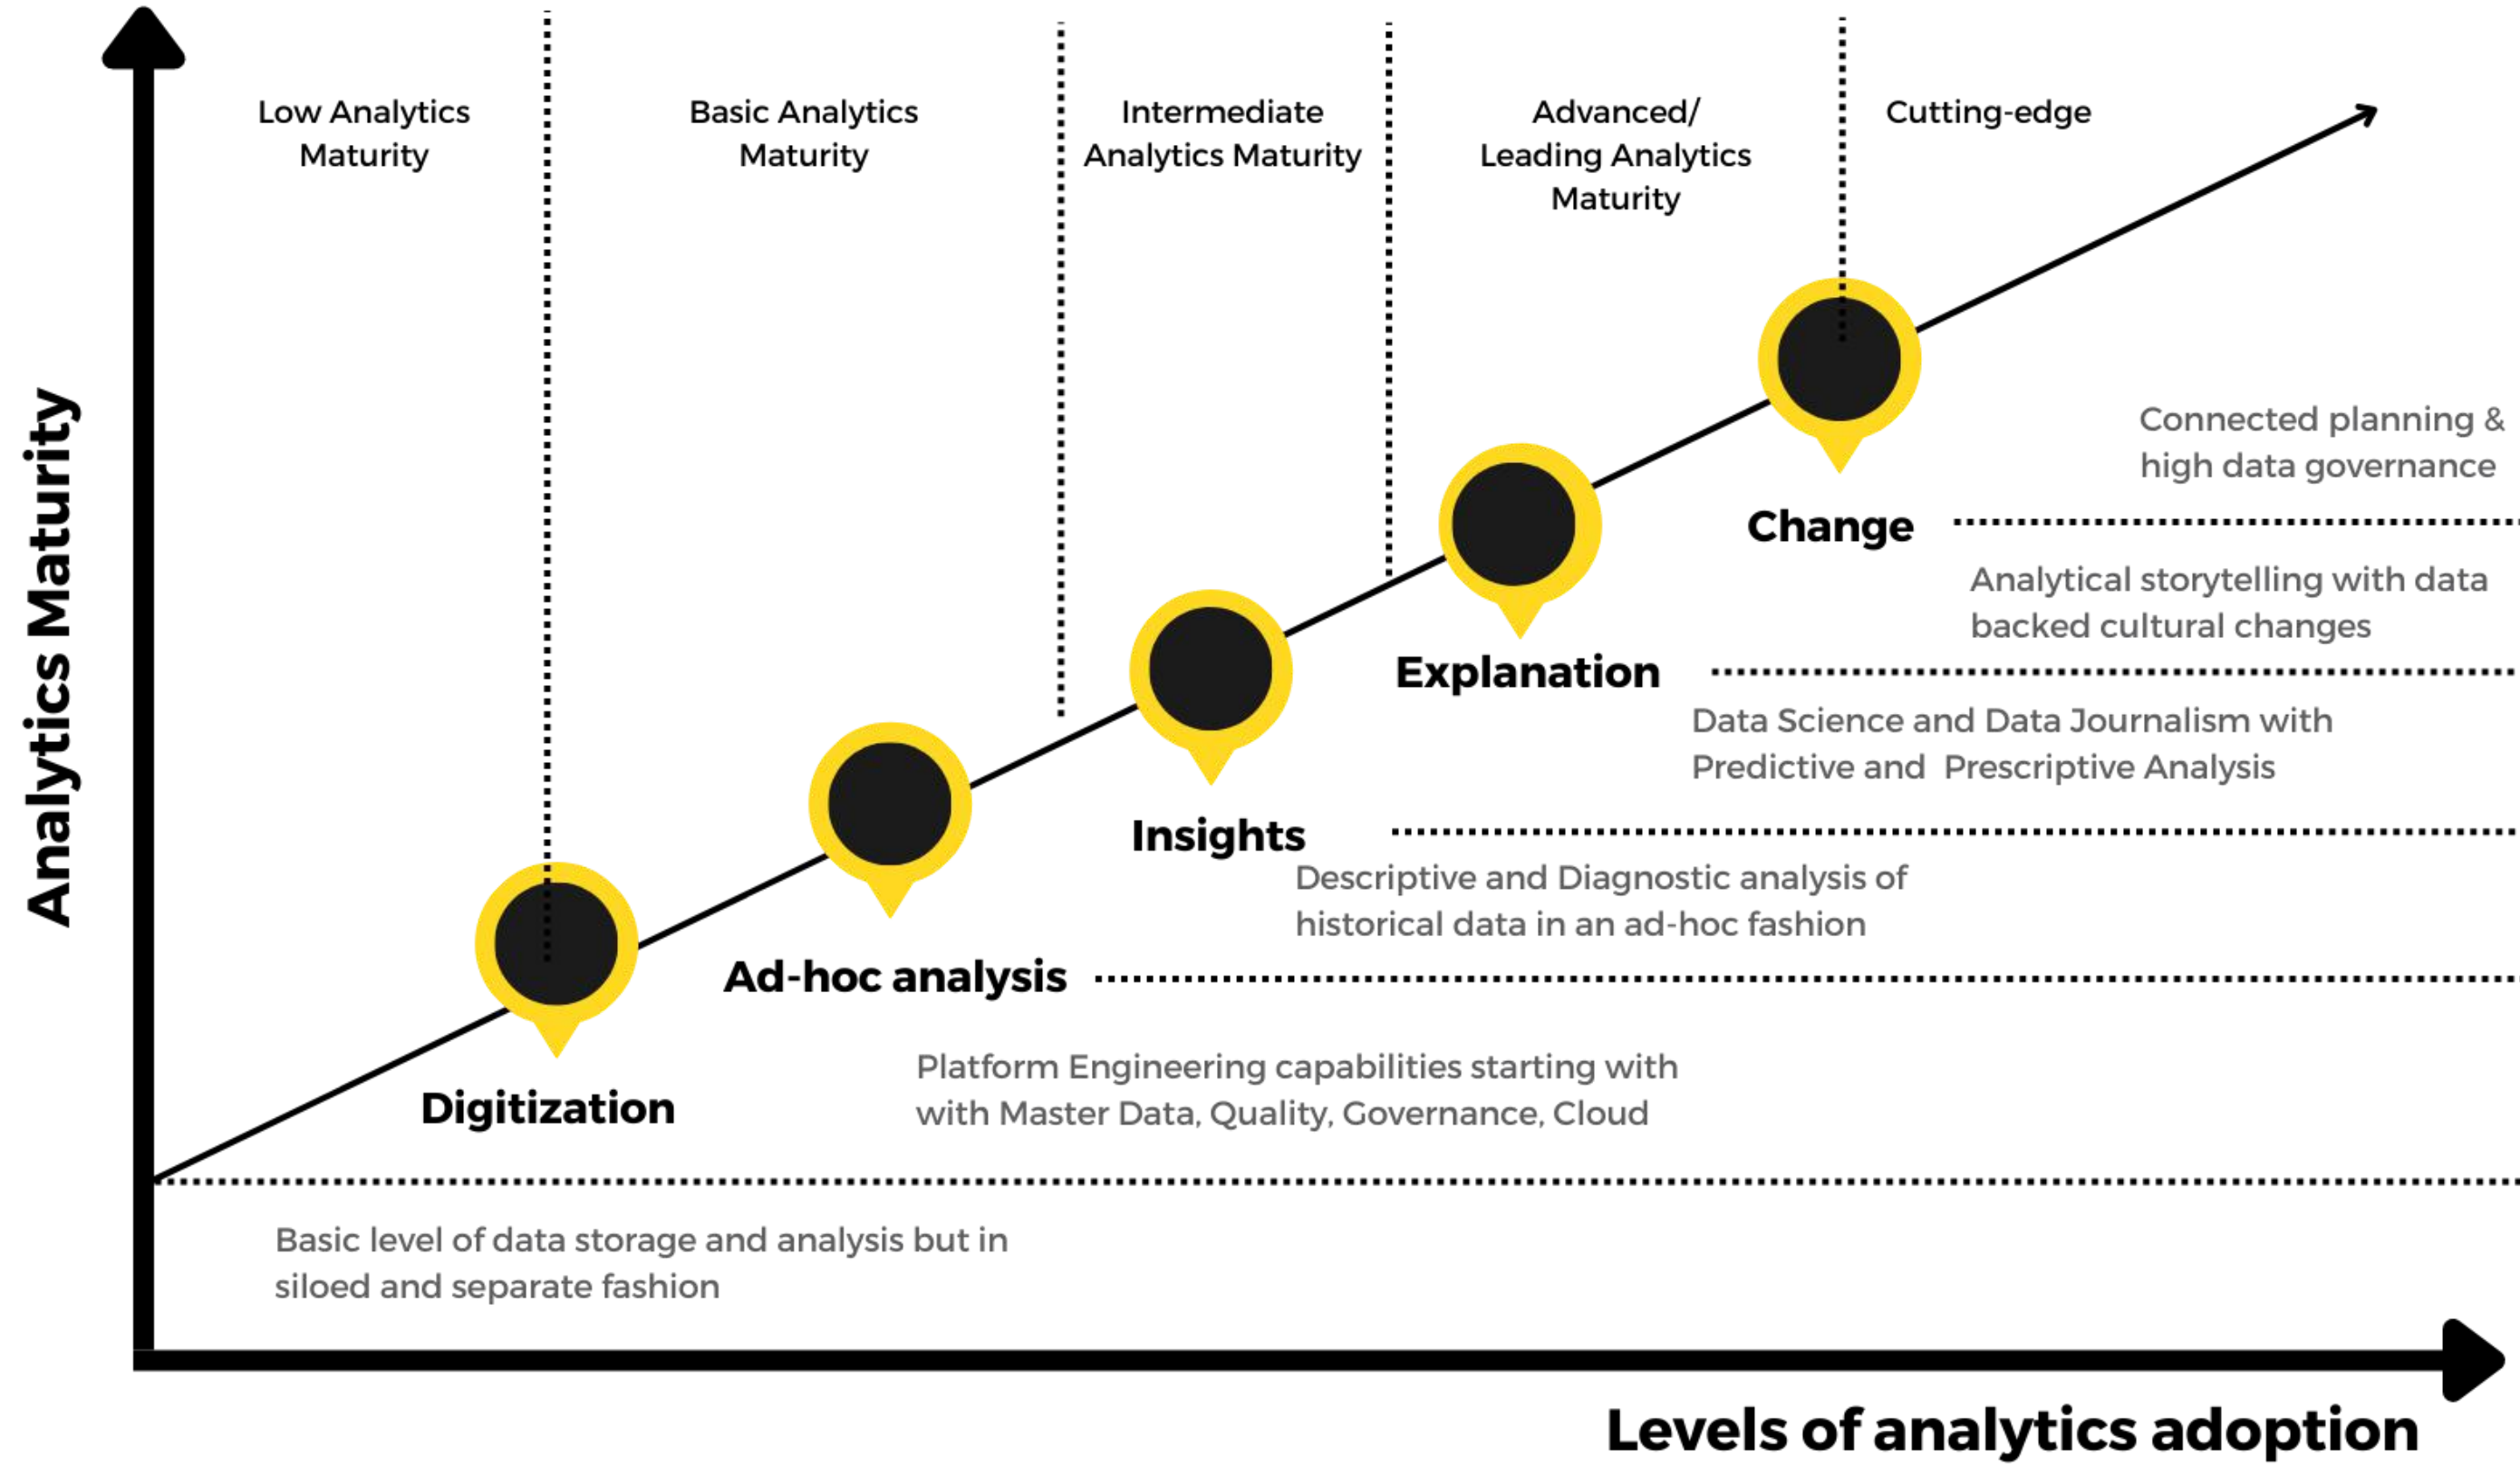 Low Analytics
Maturity
Basic Analytics
Maturity
Intermediate
Analytics Maturity
Advanced/
Leading Analytics
Maturity
Cutting-edge
Analytics Maturity
Connected planning &
high data governance
Change
Analytical storytelling with data
backed cultural changes
Explanation
Data Science and Data Journalism with
Predictive and Prescriptive Analysis
Insights
Descriptive and Diagnostic analysis of
historical data in an ad-hoc fashion
Ad-hoc analysis
Platform Engineering capabilities starting with
with Master Data, Quality, Governance, Cloud
Digitization
Basic level of data storage and analysis but in
siloed and separate fashion
Levels of analytics adoption